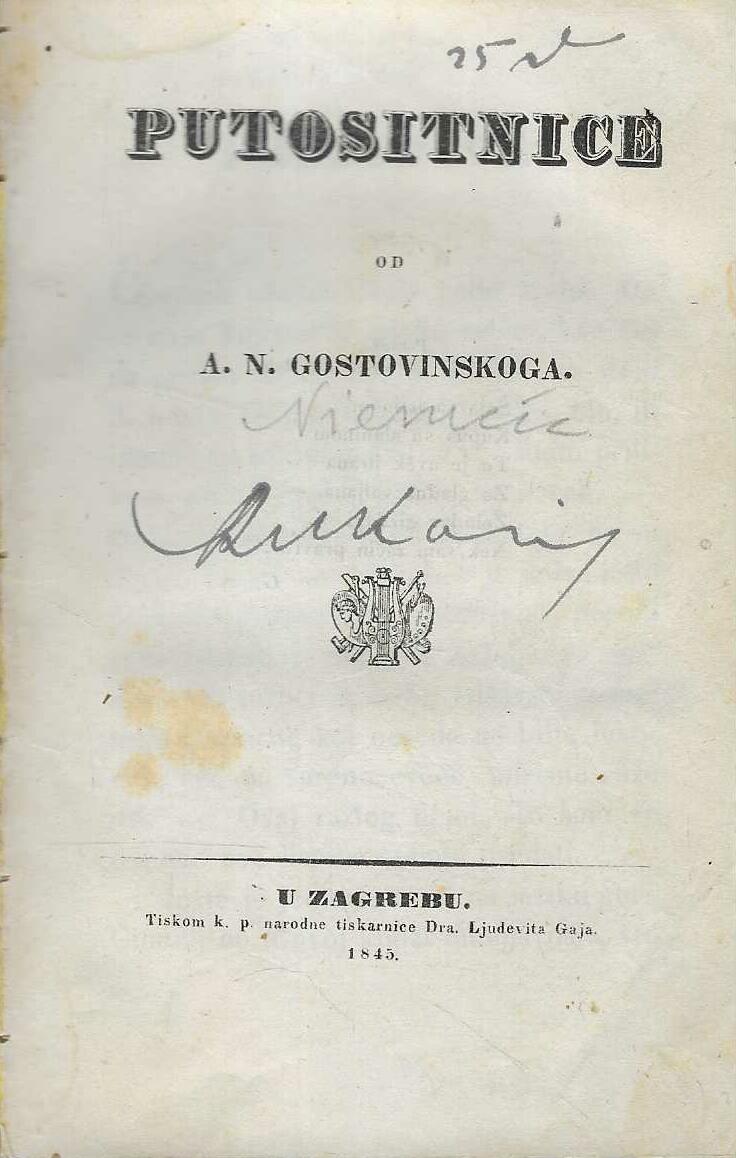 25 d
PUTOSITNICE
OD
A. N. GOSTOVINSKOGA.
Niemčić
U ZAGREBU.
Tiskom k. p. narodne tiskarnice Dra. Ljudevita Gaja.
1845.